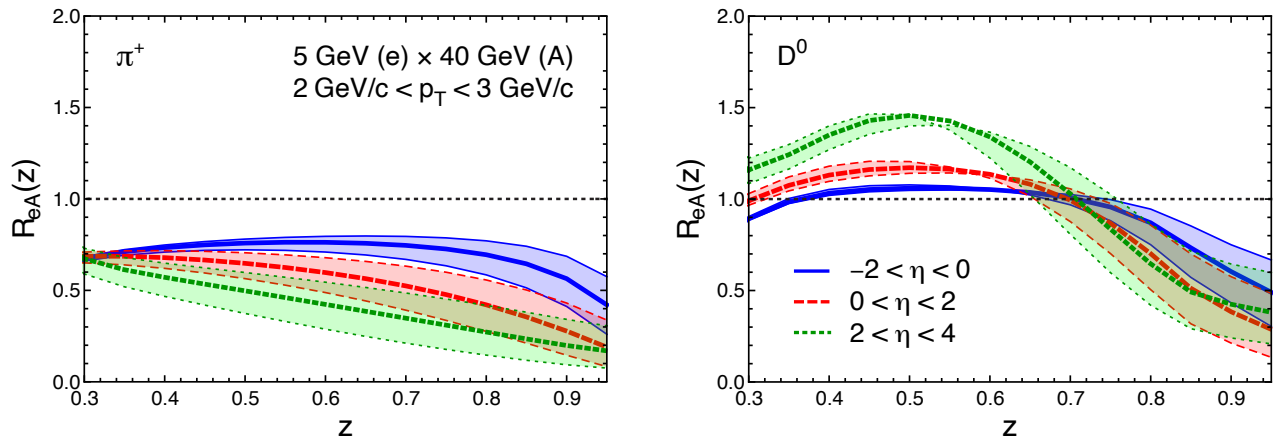 π⁺
5 GeV (e) × 40 GeV (A)
2 GeV/c < p_T < 3 GeV/c
R_eA(z)
2.0
1.5
1.0
0.5
0.0
0.3 0.4 0.5 0.6 0.7 0.8 0.9
z
D⁰
R_eA(z)
2.0
1.5
1.0
0.5
0.0
−2 < η < 0
0 < η < 2
2 < η < 4
0.3 0.4 0.5 0.6 0.7 0.8 0.9
z